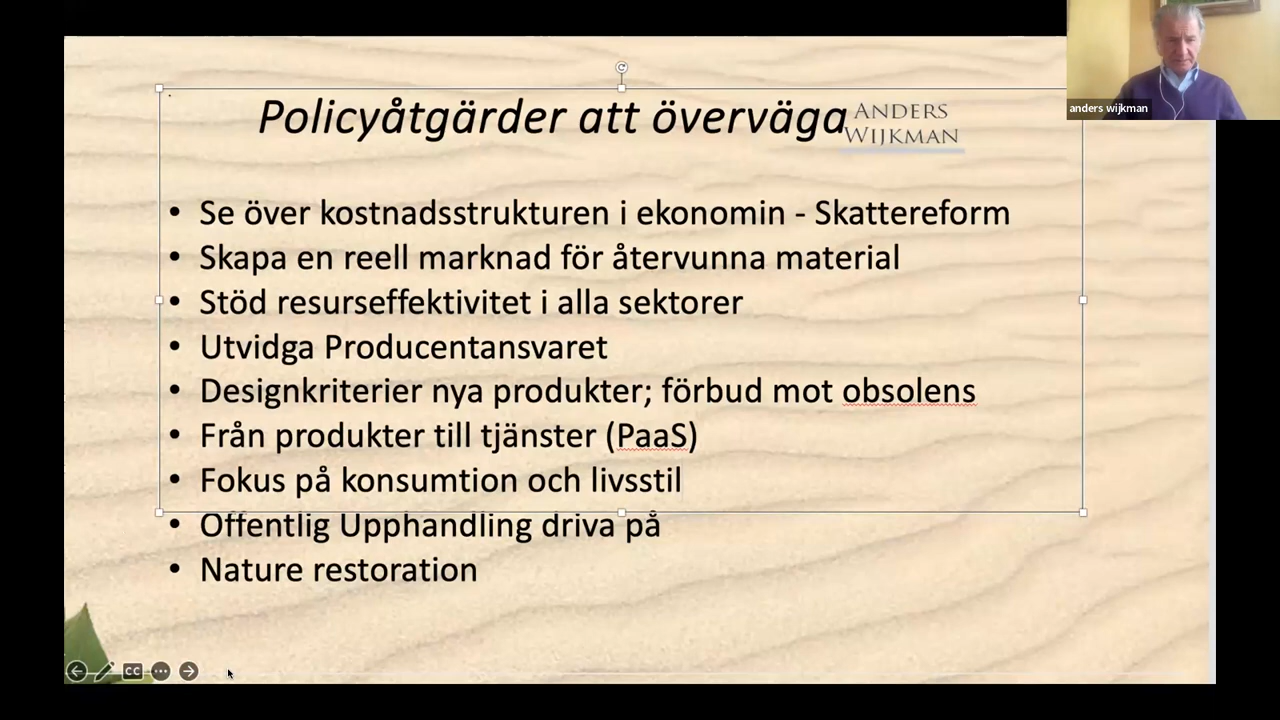 anders wijkman
Policyåtgärder att överväga
ANDERS
WIJKMAN
• Se över kostnadsstrukturen i ekonomin - Skattereform
• Skapa en reell marknad för återvunna material
• Stöd resurseffektivitet i alla sektorer
• Utvidga Producentansvaret
• Designkriterier nya produkter; förbud mot obsolens
• Från produkter till tjänster (PaaS)
• Fokus på konsumtion och livsstil
• Offentlig Upphandling driva på
• Nature restoration
CC